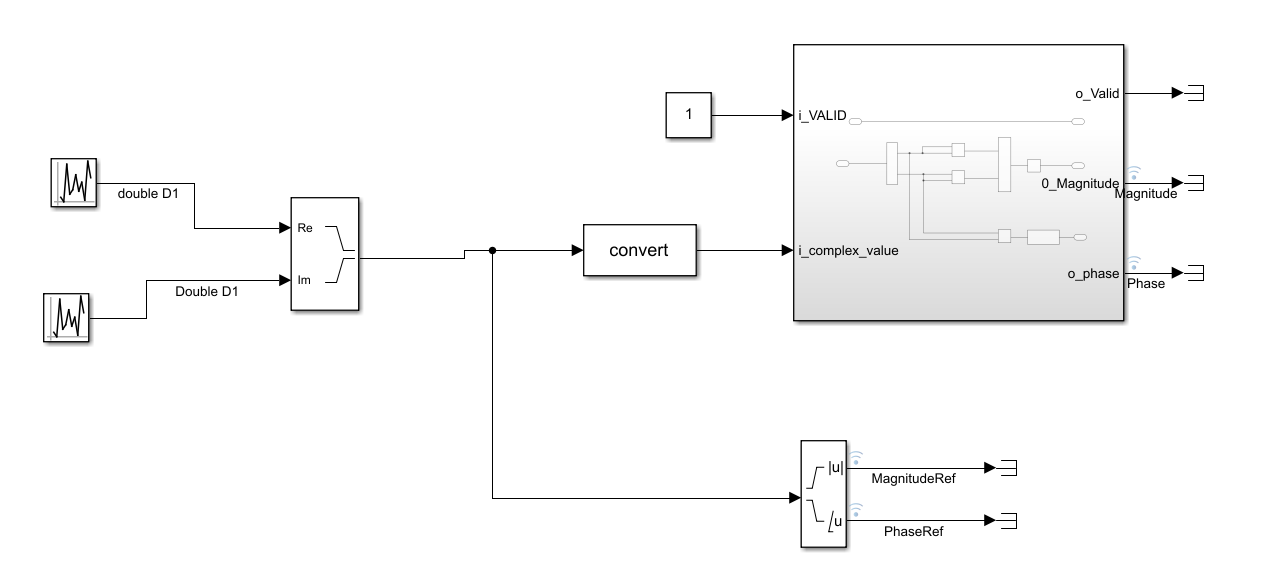 o_Valid
1
i_VALID
double D1
0_Magnitude
Magnitude
Re
convert
i_complex_value
o_phase
Im
Phase
Double D1
|u|
MagnitudeRef
∠u
PhaseRef